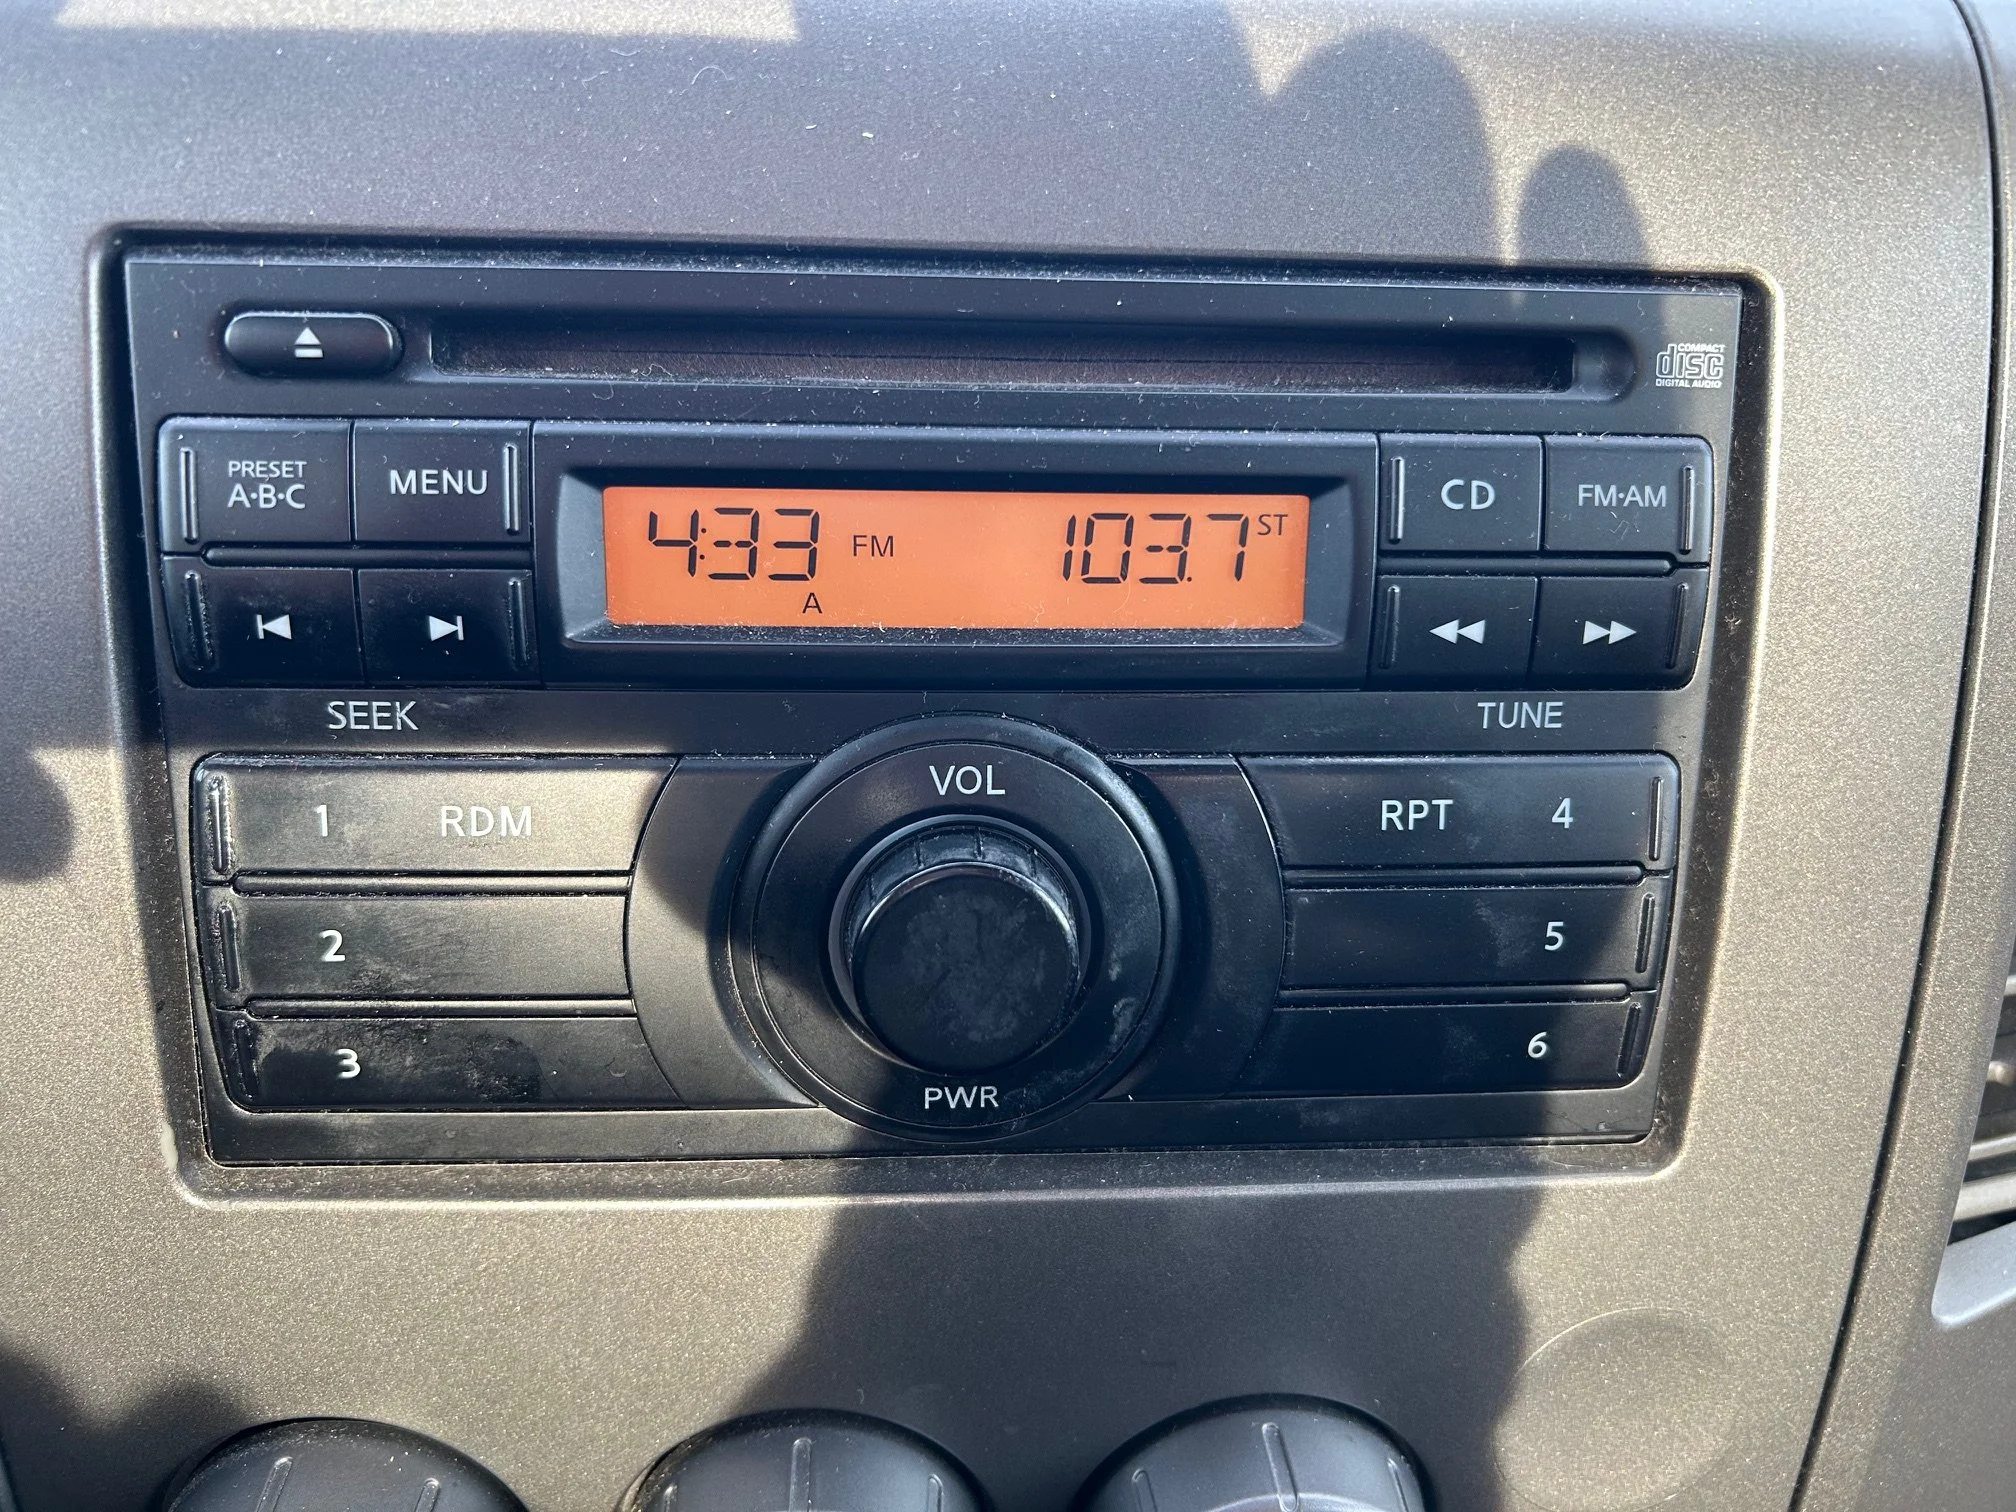 COMPACT
disc
DIGITAL AUDIO
PRESET
A·B·C
MENU
4:33 FM 103.7 ST
A
CD
FM·AM
SEEK
TUNE
VOL
1 RDM
RPT 4
2
5
3
6
PWR